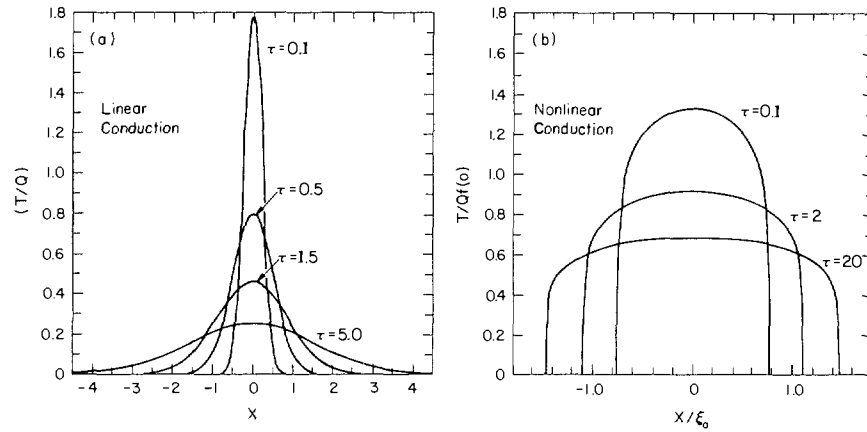 (a)
τ=0.1
Linear
Conduction
τ=0.5
τ=1.5
τ=5.0
(T/Q)
1.8
1.6
1.4
1.2
1.0
0.8
0.6
0.4
0.2
0
-4 -3 -2 -1 0 1 2 3 4
X
(b)
τ=0.1
Nonlinear
Conduction
τ=2
τ=20
T/Qf(o)
1.8
1.6
1.4
1.2
1.0
0.8
0.6
0.4
0.2
0
-1.0 0 1.0
X/ξₐ